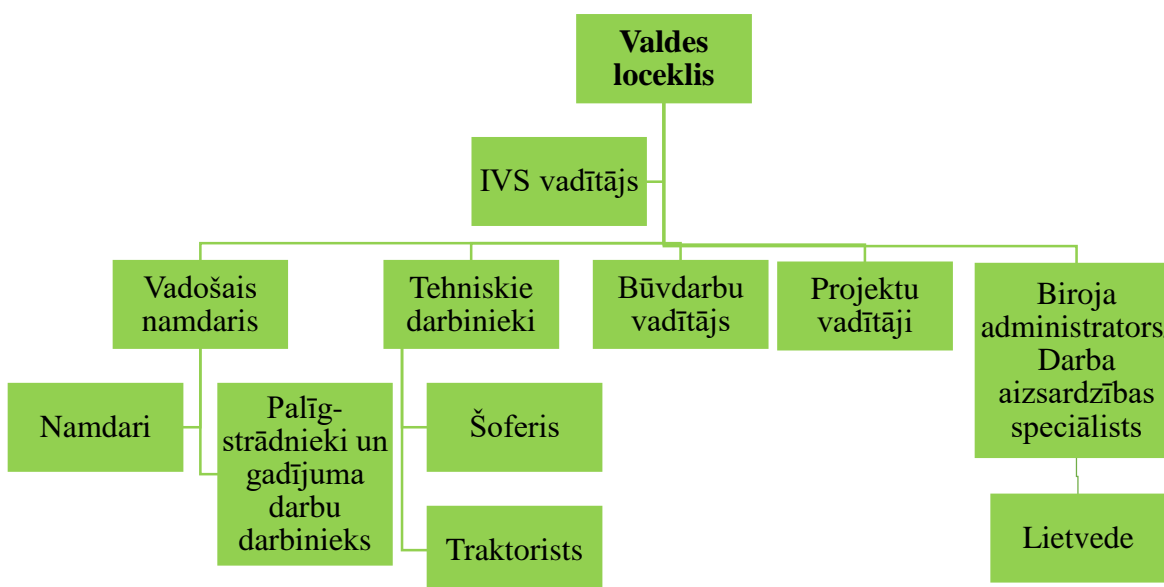 Valdes
loceklis
IVS vadītājs
Vadošais
namdaris
Tehniskie
darbinieki
Būvdarbu
vadītājs
Projektu
vadītāji
Biroja
administrators/
Darba
aizsardzības
speciālists
Namdari
Palīg-
strādnieki un
gadījuma
darbu
darbinieks
Šoferis
Traktorists
Lietvede